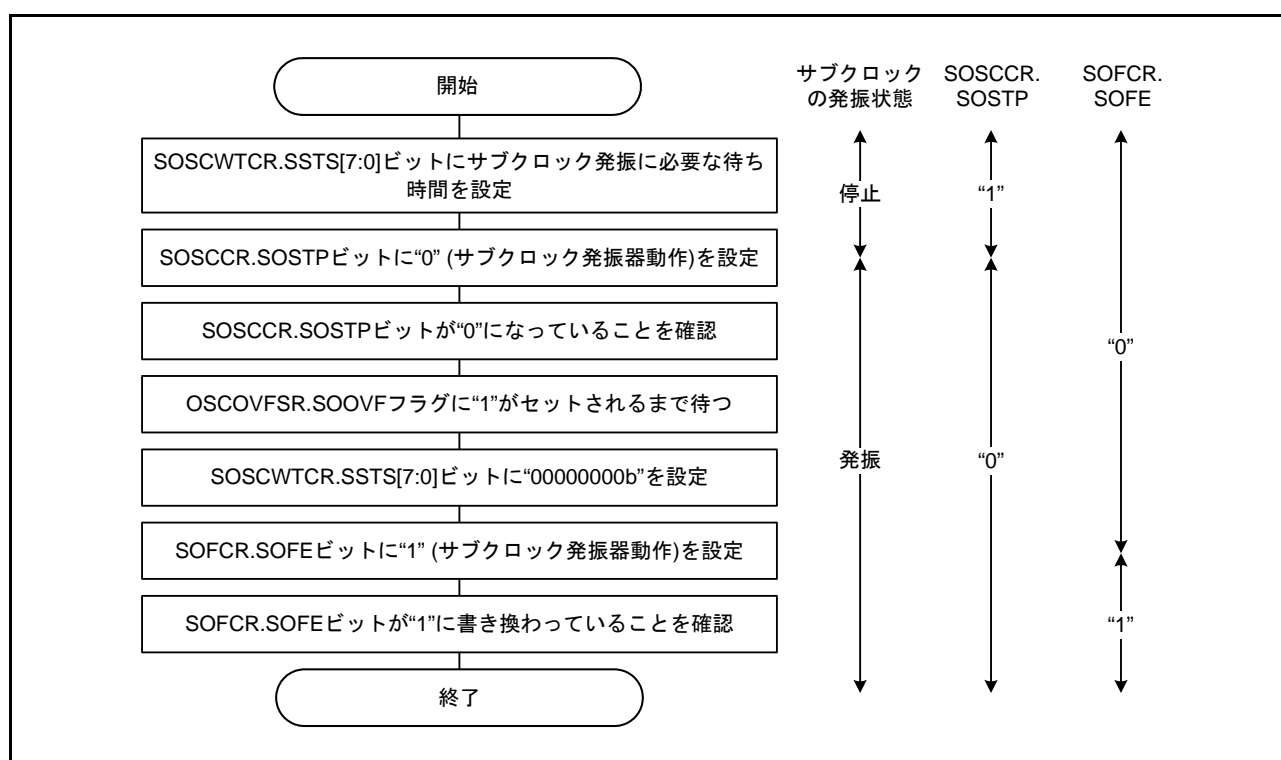 開始
サブクロック
の発振状態
SOSCCR.
SOSTP
SOFCR.
SOFE
SOSCWTCR.SSTS[7:0]ビットにサブクロック発振に必要な待ち
時間を設定
停止
“1”
SOSCCR.SOSTPビットに“0” (サブクロック発振器動作)を設定
SOSCCR.SOSTPビットが“0”になっていることを確認
“0”
OSCOVFSR.SOOVFフラグに“1”がセットされるまで待つ
SOSCWTCR.SSTS[7:0]ビットに“00000000b”を設定
発振
“0”
SOFCR.SOFEビットに“1” (サブクロック発振器動作)を設定
SOFCR.SOFEビットが“1”に書き換わっていることを確認
“1”
終了